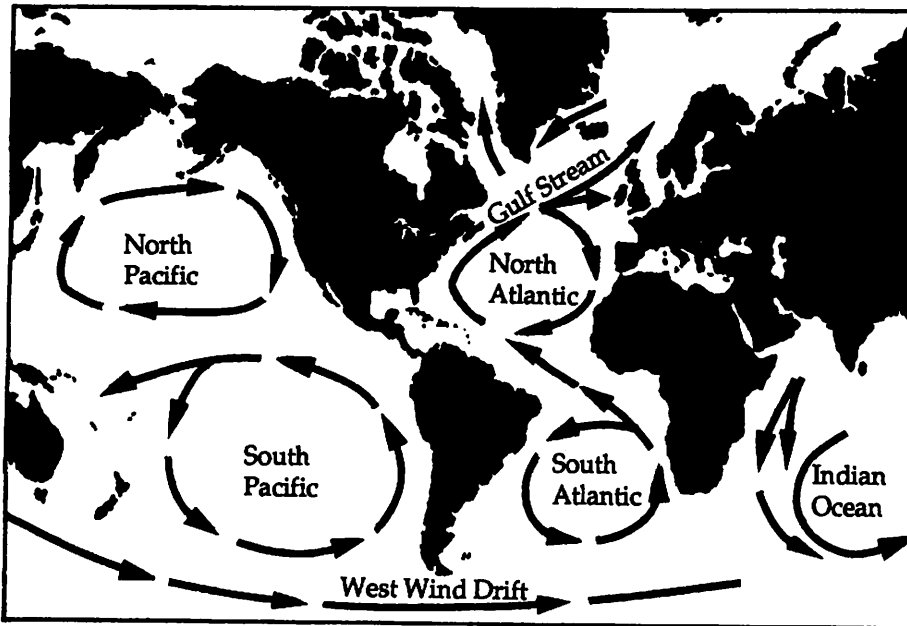 Gulf Stream
North
Pacific
North
Atlantic
South
Pacific
South
Atlantic
Indian
Ocean
West Wind Drift